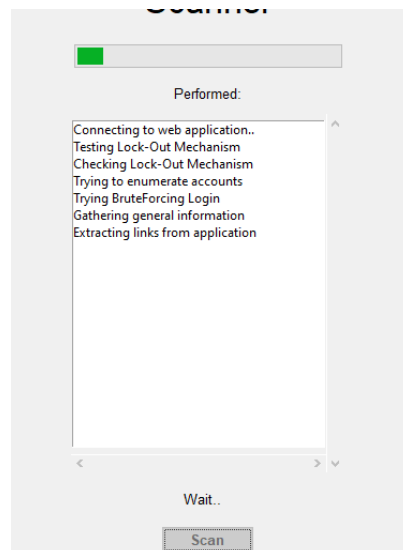 Scanner
Performed:
Connecting to web application..
Testing Lock-Out Mechanism
Checking Lock-Out Mechanism
Trying to enumerate accounts
Trying BruteForcing Login
Gathering general information
Extracting links from application
Wait..
Scan